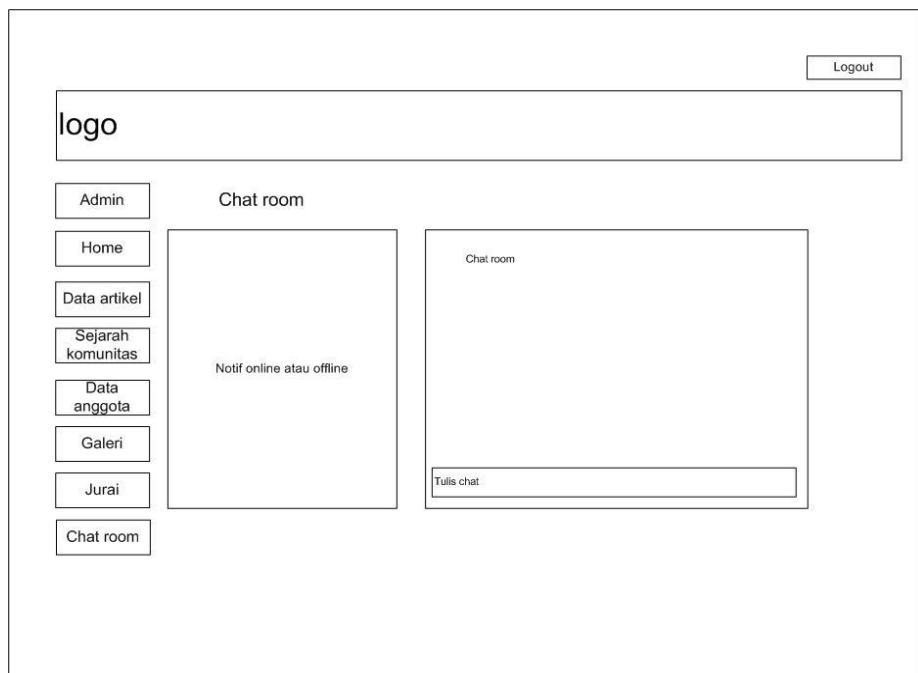 Logout
logo
Admin
Chat room
Home
Chat room
Data artikel
Sejarah
komunitas
Notif online atau offline
Data
anggota
Galeri
Jurai
Tulis chat
Chat room